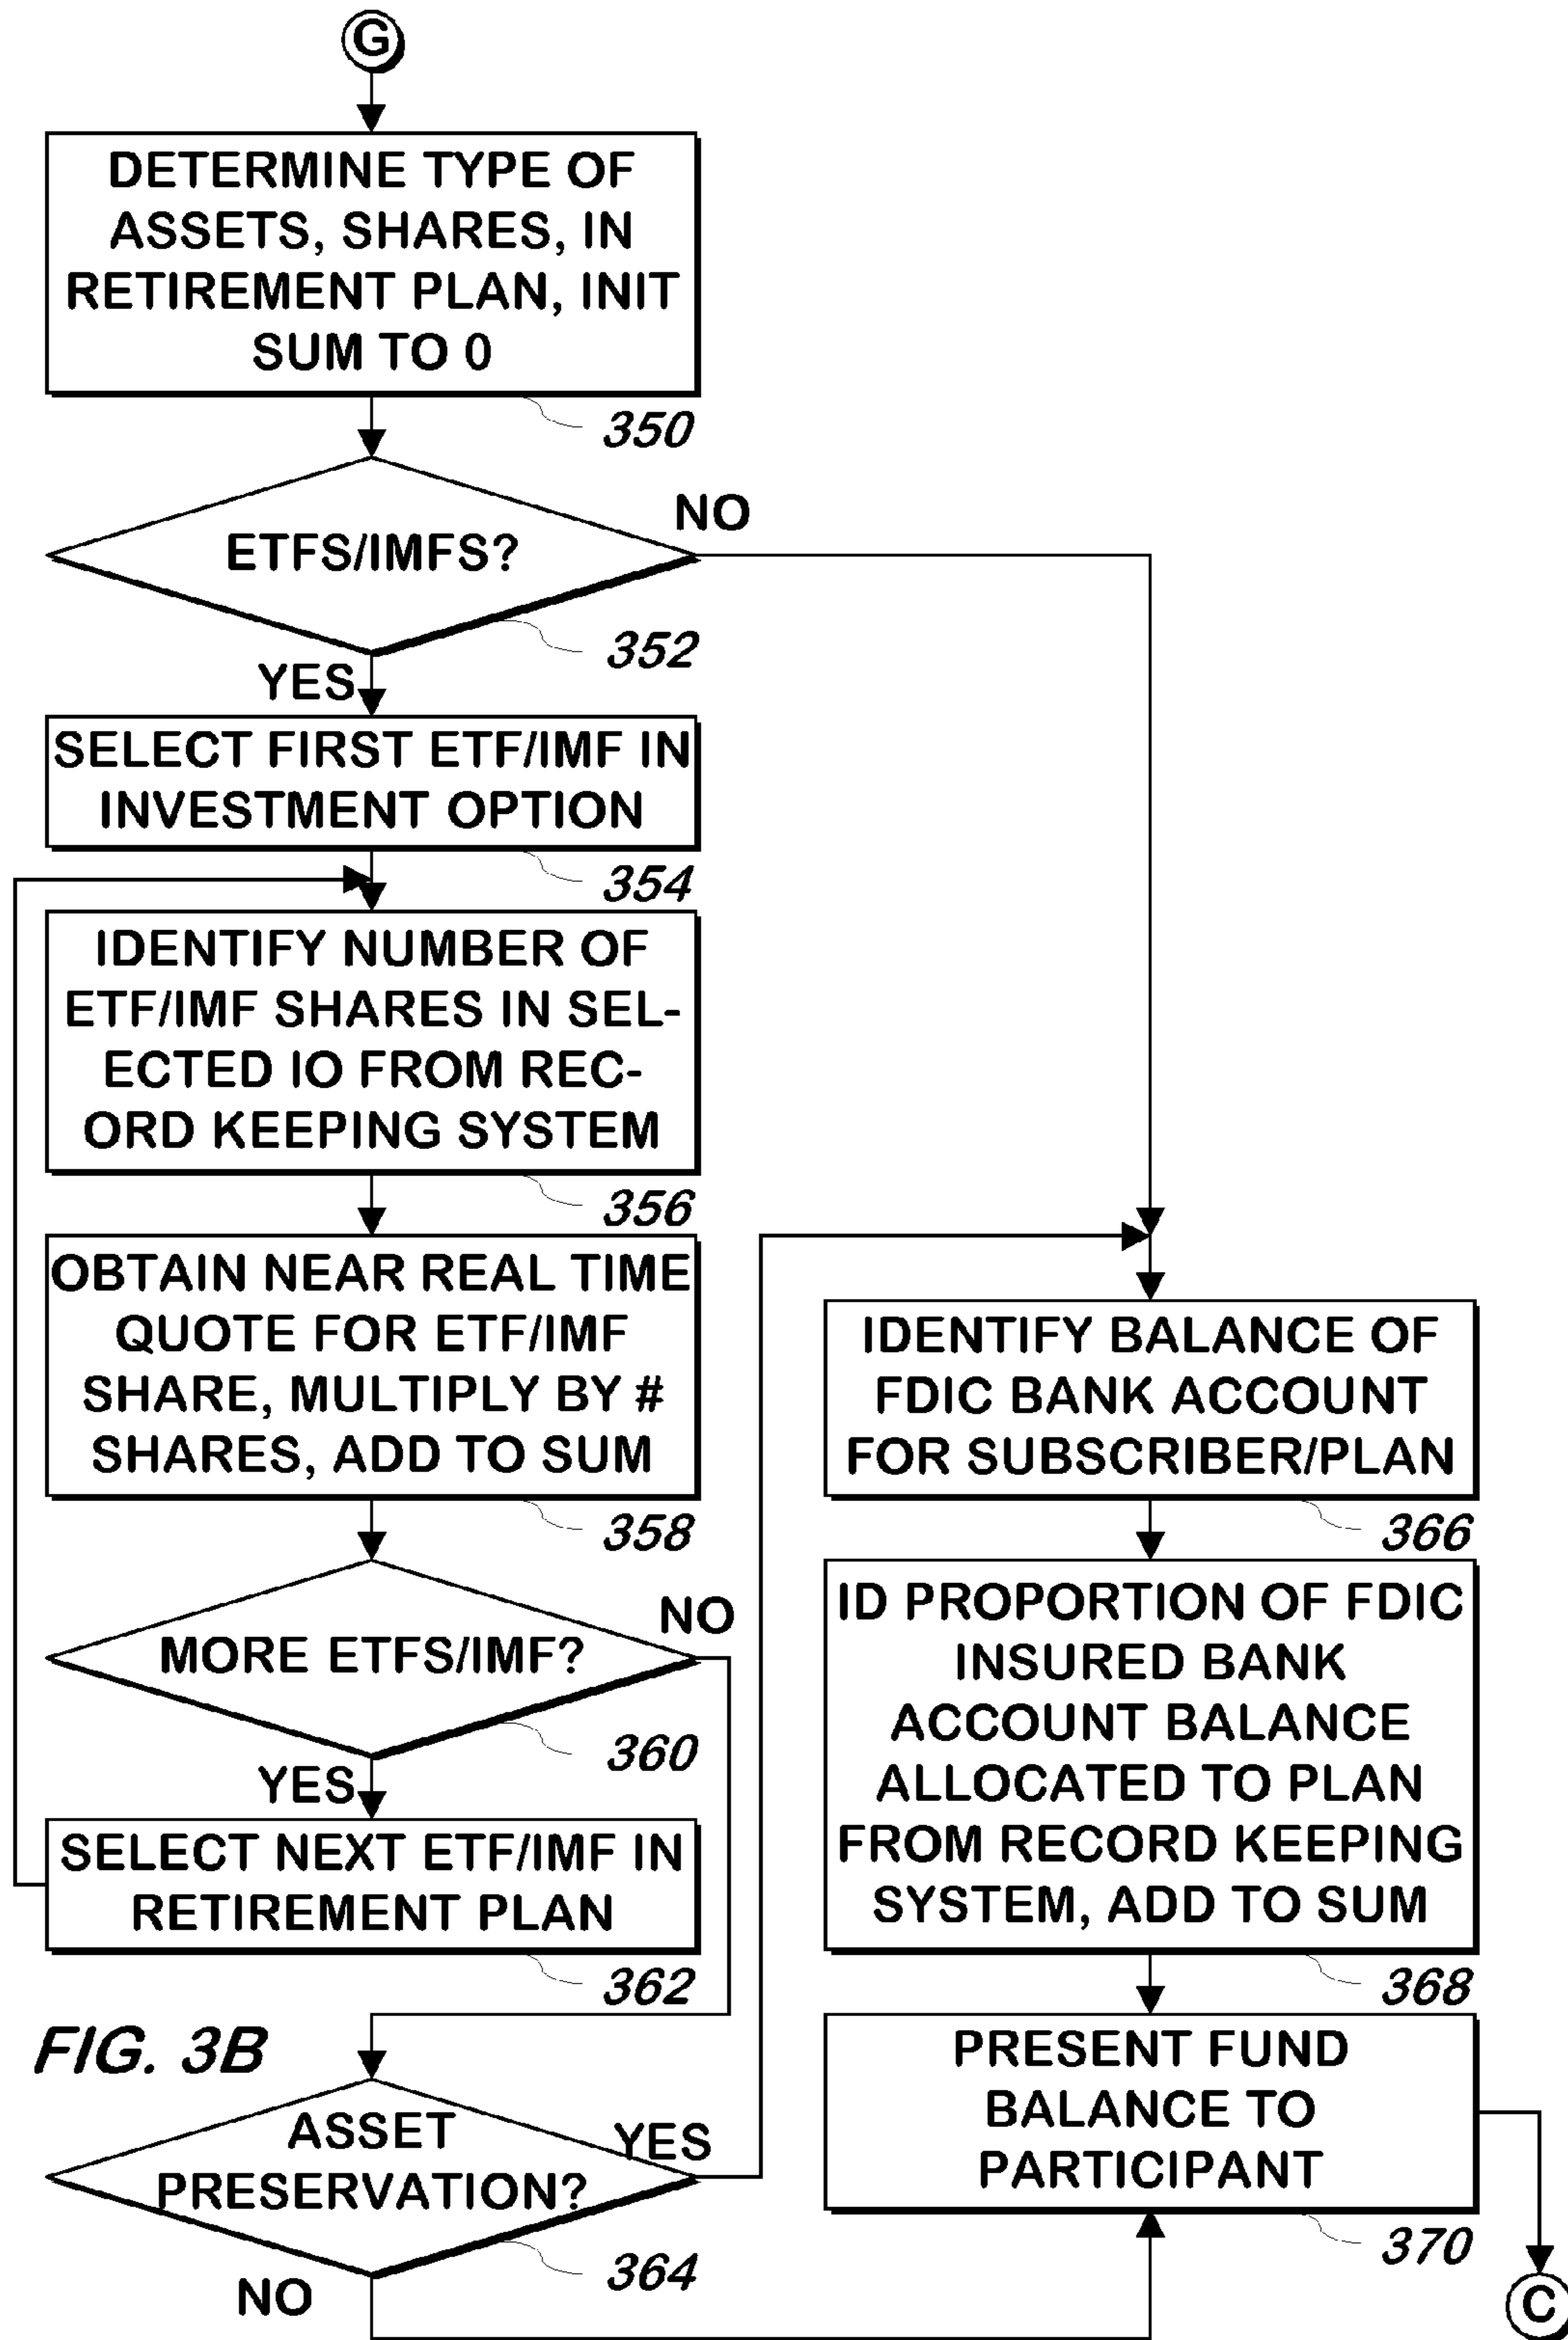 G
DETERMINE TYPE OF
ASSETS, SHARES, IN
RETIREMENT PLAN, INIT
SUM TO 0
350
ETFS/IMFS?
NO
352
YES
SELECT FIRST ETF/IMF IN
INVESTMENT OPTION
354
IDENTIFY NUMBER OF
ETF/IMF SHARES IN SEL-
ECTED IO FROM REC-
ORD KEEPING SYSTEM
356
OBTAIN NEAR REAL TIME
QUOTE FOR ETF/IMF
SHARE, MULTIPLY BY #
SHARES, ADD TO SUM
358
MORE ETFS/IMF?
NO
360
YES
SELECT NEXT ETF/IMF IN
RETIREMENT PLAN
362
FIG. 3B
ASSET
PRESERVATION?
YES
364
NO
IDENTIFY BALANCE OF
FDIC BANK ACCOUNT
FOR SUBSCRIBER/PLAN
366
ID PROPORTION OF FDIC
INSURED BANK
ACCOUNT BALANCE
ALLOCATED TO PLAN
FROM RECORD KEEPING
SYSTEM, ADD TO SUM
368
PRESENT FUND
BALANCE TO
PARTICIPANT
370
C